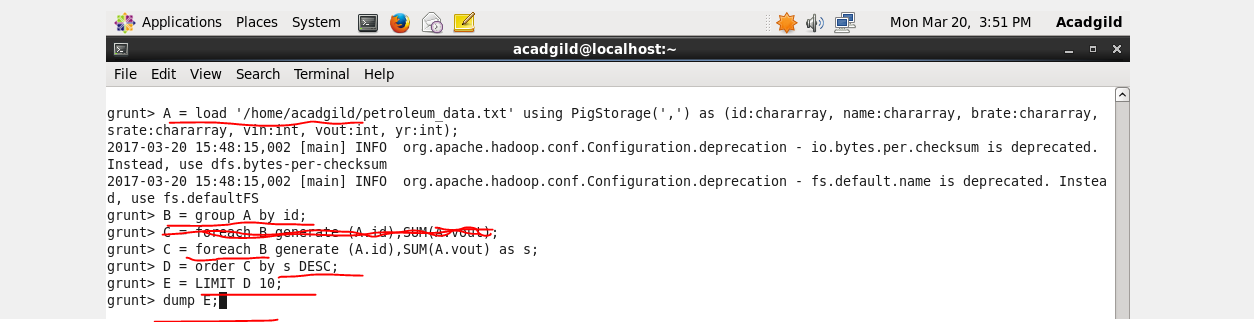 Applications Places System Mon Mar 20, 3:51 PM Acadgild
acadgild@localhost:~
File Edit View Search Terminal Help
grunt> A = load '/home/acadgild/petroleum_data.txt' using PigStorage(',') as (id:chararray, name:chararray, brate:chararray,
srate:chararray, vin:int, vout:int, yr:int);
2017-03-20 15:48:15,002 [main] INFO  org.apache.hadoop.conf.Configuration.deprecation - io.bytes.per.checksum is deprecated.
Instead, use dfs.bytes-per-checksum
2017-03-20 15:48:15,002 [main] INFO  org.apache.hadoop.conf.Configuration.deprecation - fs.default.name is deprecated. Instea
d, use fs.defaultFS
grunt> B = group A by id;
grunt> C = foreach B generate (A.id),SUM(A.vout);
grunt> C = foreach B generate (A.id),SUM(A.vout) as s;
grunt> D = order C by s DESC;
grunt> E = LIMIT D 10;
grunt> dump E;